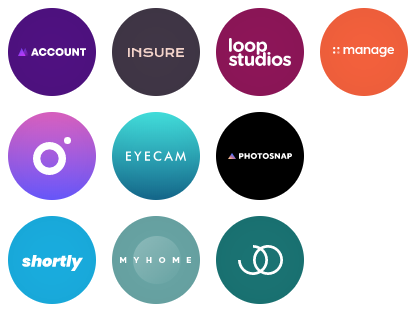 ACCOUNT
INSURE
loop
studios
manage
EYECAM
PHOTOSNAP
shortly
MYHOME